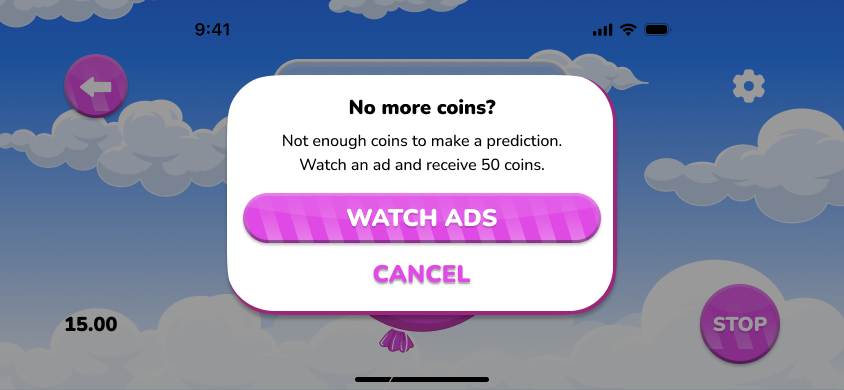 9:41
No more coins?
Not enough coins to make a prediction.
Watch an ad and receive 50 coins.
WATCH ADS
CANCEL
15.00
STOP